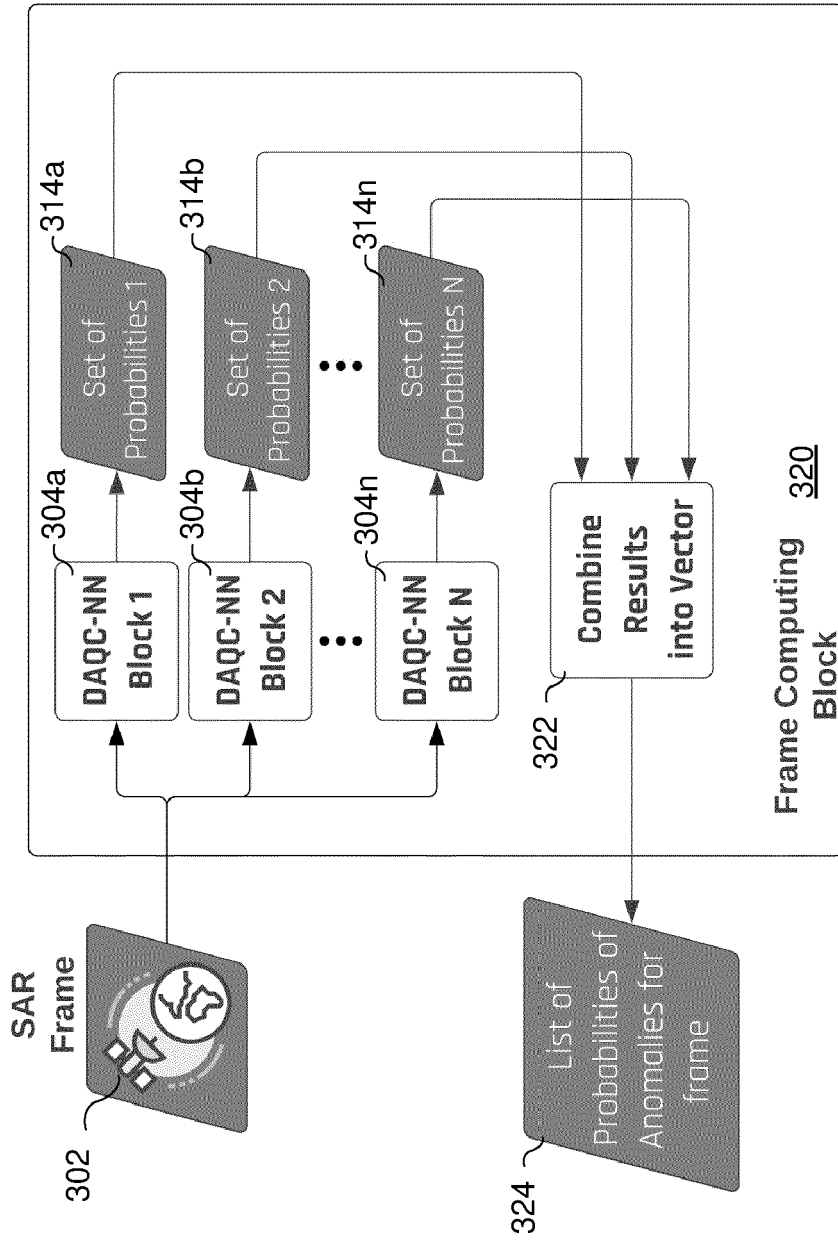 SAR
Frame
302
304a
DAQC-NN
Block 1
314a
Set of
Probabilities 1
304b
DAQC-NN
Block 2
314b
Set of
Probabilities 2
304n
DAQC-NN
Block N
314n
Set of
Probabilities N
322
Combine
Results
into Vector
324
List of
Probabilities of
Anomalies for
frame
Frame Computing
Block
320